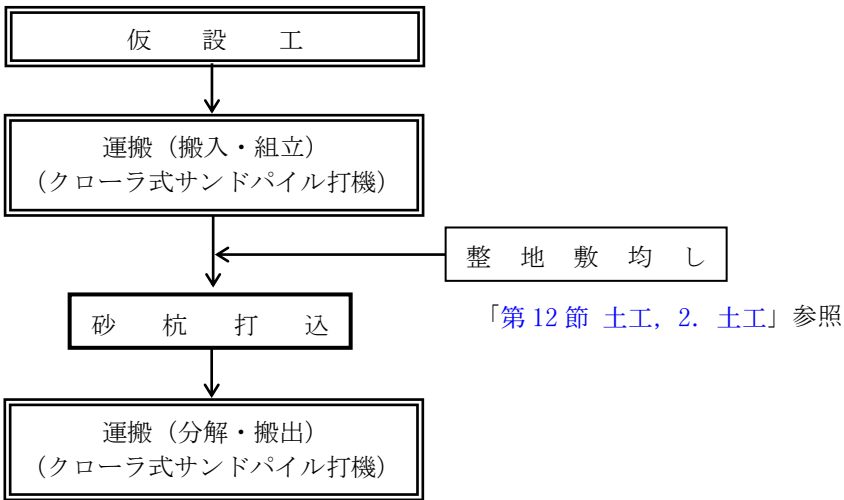 仮設工
運搬（搬入・組立）
（クローラ式サンドパイル打機）
整地敷均し
「第12節 土工，2．土工」参照
砂杭打込
運搬（分解・搬出）
（クローラ式サンドパイル打機）